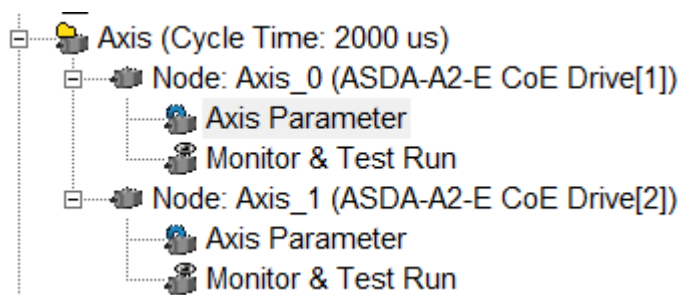 Axis (Cycle Time: 2000 us)
Node: Axis_0 (ASDA-A2-E CoE Drive[1])
Axis Parameter
Monitor & Test Run
Node: Axis_1 (ASDA-A2-E CoE Drive[2])
Axis Parameter
Monitor & Test Run